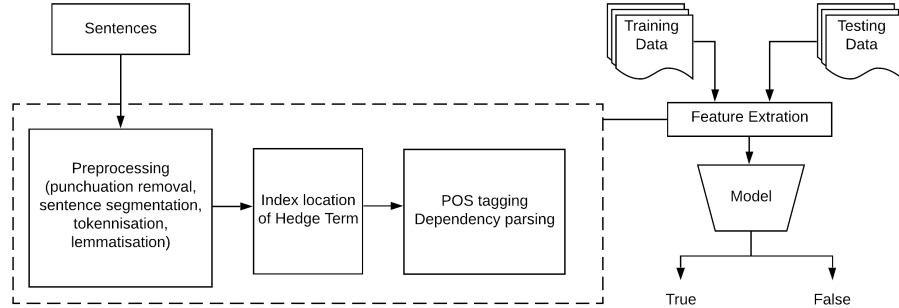 Sentences
Preprocessing
(punchuation removal,
sentence segmentation,
tokennisation,
lemmatisation)
Index location
of Hedge Term
POS tagging
Dependency parsing
Training
Data
Testing
Data
Feature Extration
Model
True
False